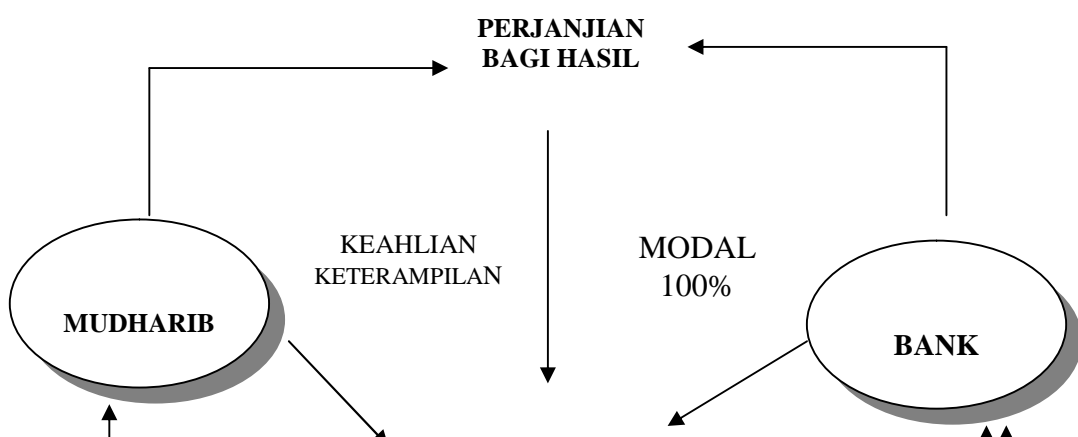 PERJANJIAN
BAGI HASIL
KEAHLIAN
KETERAMPILAN
MODAL
100%
MUDHARIB
BANK